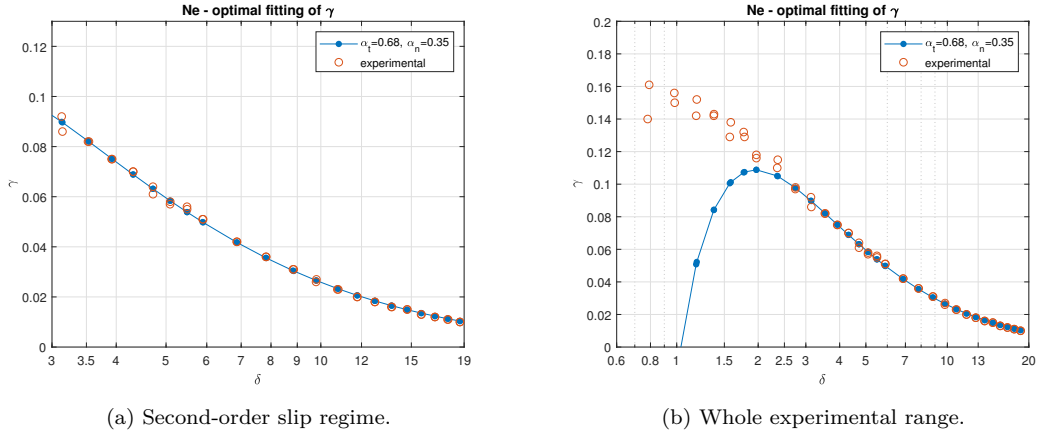 Ne - optimal fitting of γ
0.12
0.1
0.08
0.06
0.04
0.02
0
γ
3 3.5 4 5 6 7 8 9 10 12 15 19
δ
α_t=0.68, α_n=0.35
experimental
(a) Second-order slip regime.
Ne - optimal fitting of γ
0.2
0.18
0.16
0.14
0.12
0.1
0.08
0.06
0.04
0.02
0
γ
0.6 0.8 1 1.5 2 2.5 3 4 5 7 10 13 20
δ
α_t=0.68, α_n=0.35
experimental
(b) Whole experimental range.